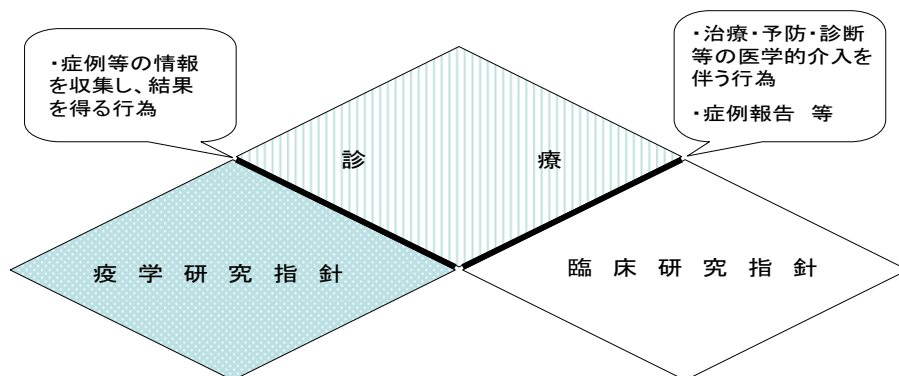 ・症例等の情報
を収集し、結果
を得る行為
・治療・予防・診断
等の医学的介入を
伴う行為
・症例報告　等
診　療
疫 学 研 究 指 針
臨 床 研 究 指 針